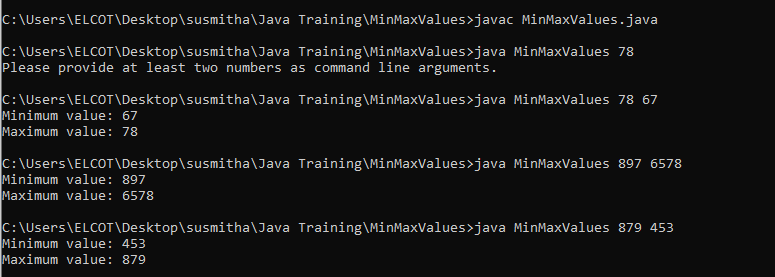 C:\Users\ELCOT\Desktop\susmitha\Java Training\MinMaxValues>javac MinMaxValues.java
C:\Users\ELCOT\Desktop\susmitha\Java Training\MinMaxValues>java MinMaxValues 78
Please provide at least two numbers as command line arguments.
C:\Users\ELCOT\Desktop\susmitha\Java Training\MinMaxValues>java MinMaxValues 78 67
Minimum value: 67
Maximum value: 78
C:\Users\ELCOT\Desktop\susmitha\Java Training\MinMaxValues>java MinMaxValues 897 6578
Minimum value: 897
Maximum value: 6578
C:\Users\ELCOT\Desktop\susmitha\Java Training\MinMaxValues>java MinMaxValues 879 453
Minimum value: 453
Maximum value: 879